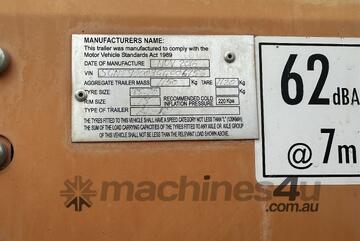 MANUFACTURERS NAME:
This trailer was manufactured to comply with the
Motor Vehicle Standards Act 1989
DATE OF MANUFACTURE
VIN
AGGREGATE TRAILER MASS TARE
TYRE SIZE
RIM SIZE RECOMMENDED COLD
INFLATION PRESSURE 220 Kpa
TYPE OF TRAILER
THE TYRES FITTED TO THIS VEHICLE SHALL HAVE A SPEED CATEGORY NOT LESS THAN "L" (120KM/H)
THE SUM OF THE LOAD CARRYING CAPACITIES OF THE TYRES FITTED TO ANY AXLE OR AXLE GROUP
OF THIS VEHICLE SHALL NOT BE LESS THAN THE RELEVANT LOAD SHOWN ABOVE.
62 dBA
@ 7m
machines4u
.com.au